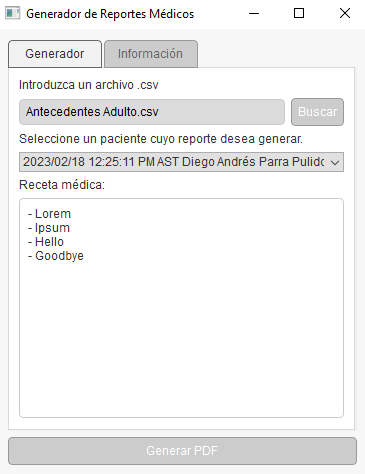 Generador de Reportes Médicos
Generador
Información
Introduzca un archivo .csv
Antecedentes Adulto.csv
Buscar
Seleccione un paciente cuyo reporte desea generar.
2023/02/18 12:25:11 PM AST Diego Andrés Parra Pulido
Receta médica:
- Lorem
- Ipsum
- Hello
- Goodbye
Generar PDF